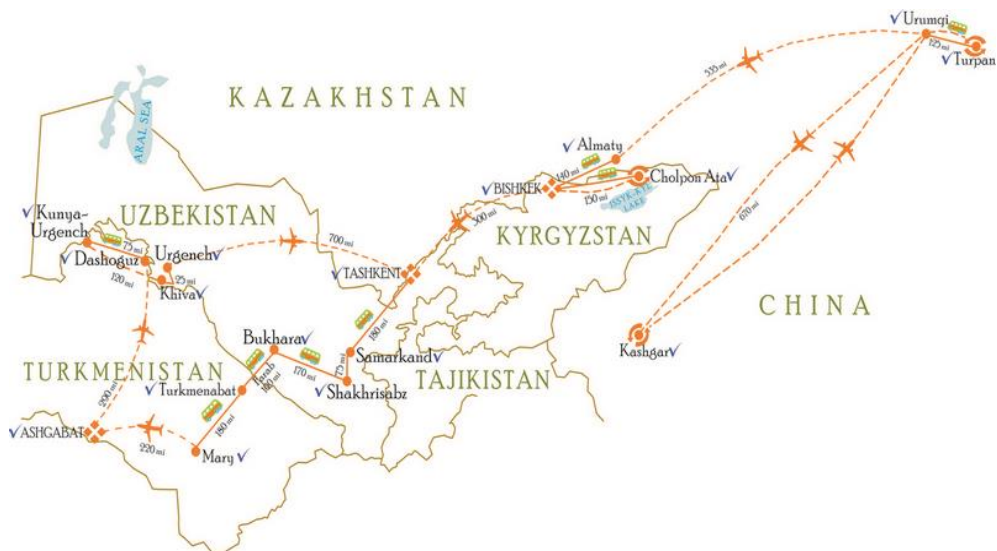 Urumqi
125 mi
Turpan
535 mi
KAZAKHSTAN
ARAL SEA
Almaty
140 mi
BISHKEK
Cholpon Ata
150 mi
ISSYK-KYL
LAKE
300 mi
KYRGYZSTAN
670 mi
Kunya-
Urgench
UZBEKISTAN
75 mi
Dashoguz
Urgench
700 mi
TASHKENT
120 mi
25 mi
Khiva
CHINA
180 mi
Bukhara
Samarkand
Kashgar
75 mi
170 mi
Farab
TURKMENISTAN
TAJIKISTAN
Turkmenabat
Shakhrisabz
200 mi
180 mi
ASHGABAT
220 mi
Mary